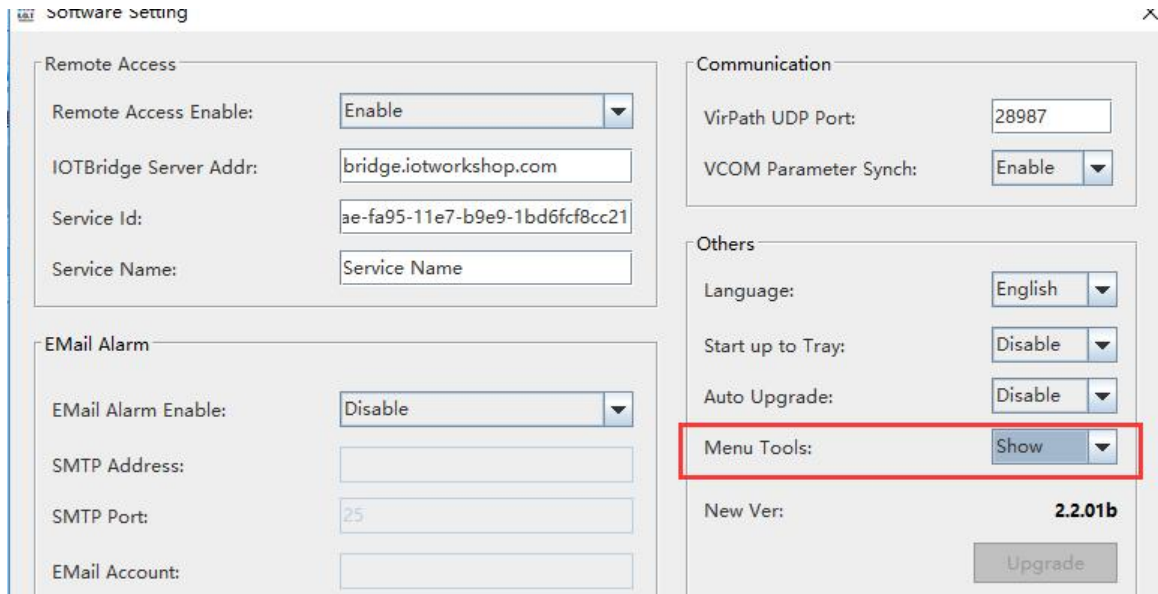 Software Setting
Remote Access
Remote Access Enable: Enable
IOTBridge Server Addr: bridge.iotworkshop.com
Service Id: ae-fa95-11e7-b9e9-1bd6fcf8cc21
Service Name: Service Name
EMail Alarm
EMail Alarm Enable: Disable
SMTP Address:
SMTP Port: 25
EMail Account:
Communication
VirPath UDP Port: 28987
VCOM Parameter Synch: Enable
Others
Language: English
Start up to Tray: Disable
Auto Upgrade: Disable
Menu Tools: Show
New Ver: 2.2.01b
Upgrade